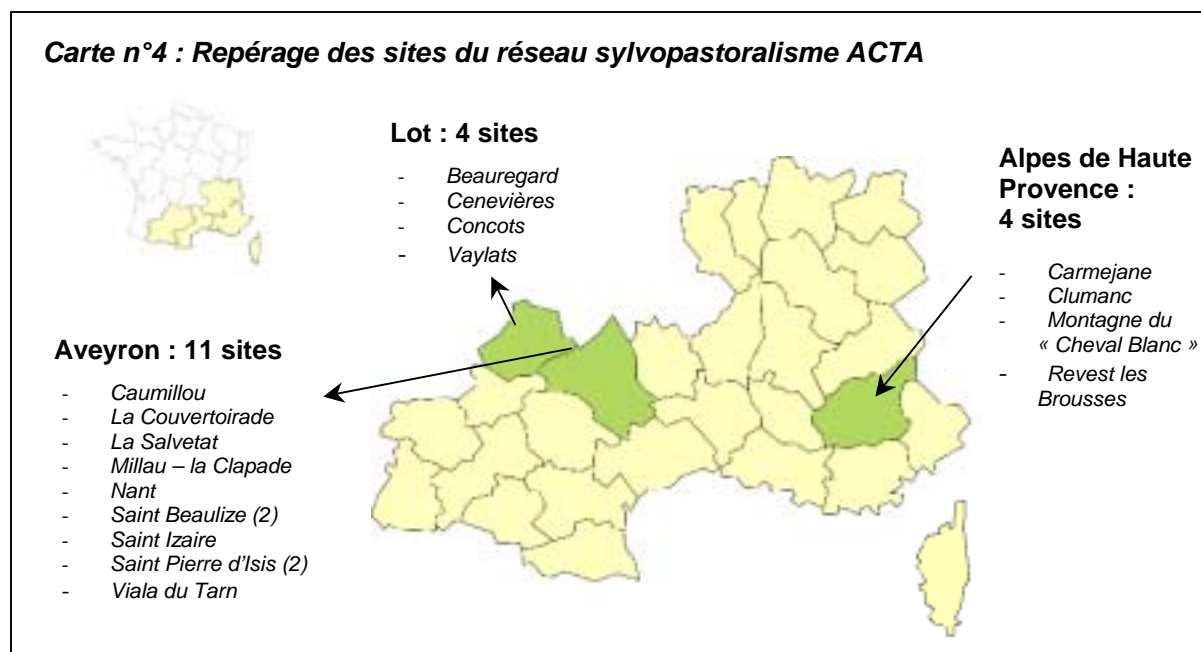 Carte n°4 : Repérage des sites du réseau sylvopastoralisme ACTA
Lot : 4 sites
- Beauregard
- Cenevières
- Concots
- Vaylats
Alpes de Haute
Provence :
4 sites
- Carmejane
- Clumanc
- Montagne du
« Cheval Blanc »
- Revest les
Brousses
Aveyron : 11 sites
- Caumillou
- La Couvertoirade
- La Salvetat
- Millau – la Clapade
- Nant
- Saint Beaulize (2)
- Saint Izaire
- Saint Pierre d'Isis (2)
- Viala du Tarn